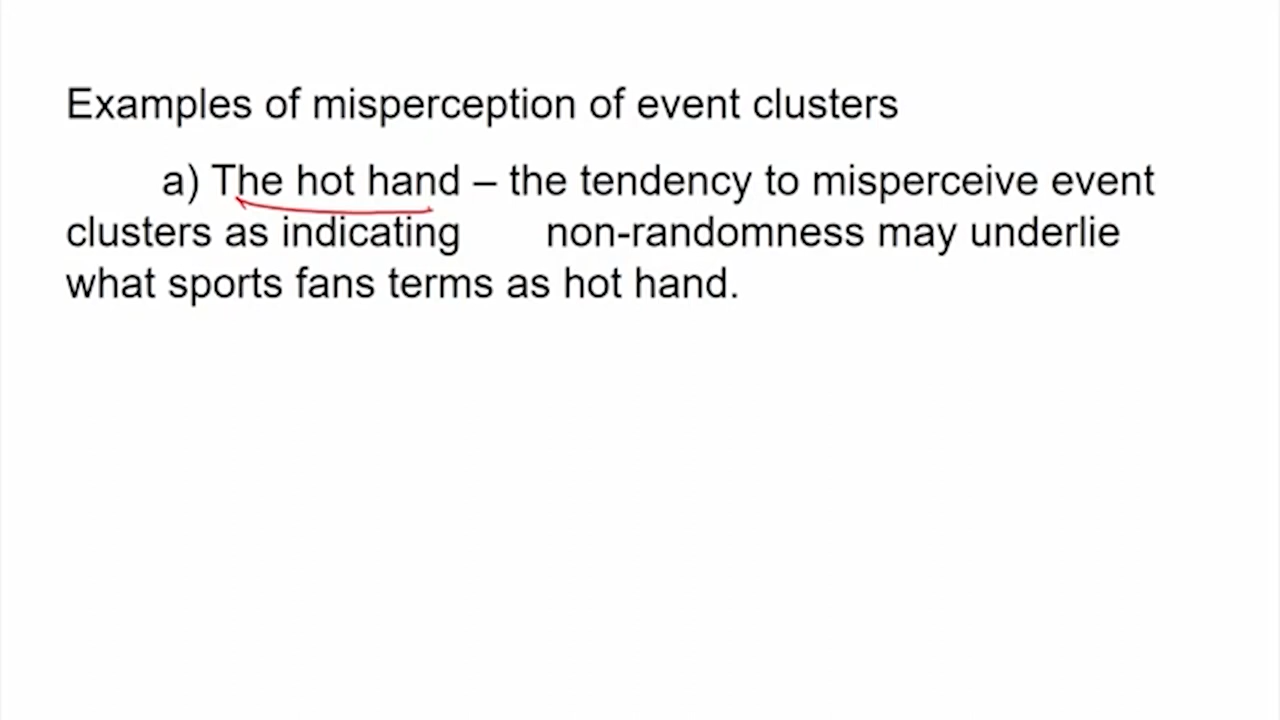 Examples of misperception of event clusters
a) The hot hand – the tendency to misperceive event
clusters as indicating non-randomness may underlie
what sports fans terms as hot hand.